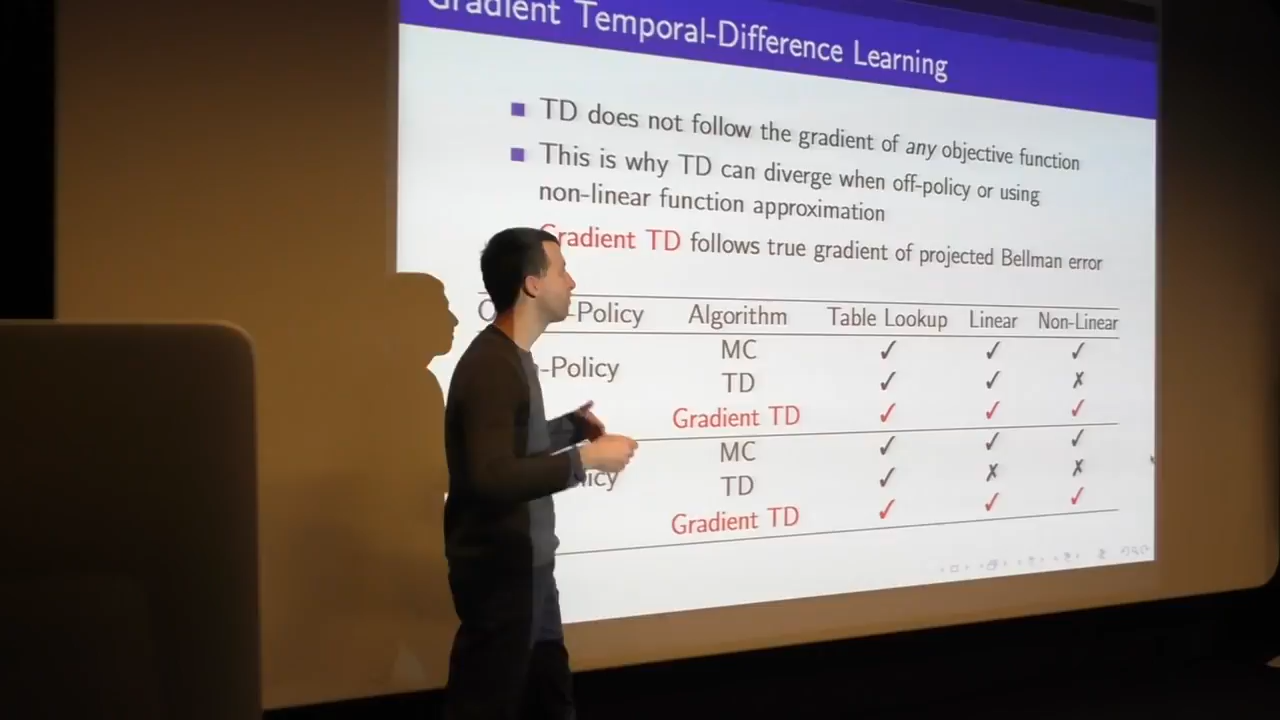 Gradient Temporal-Difference Learning
TD does not follow the gradient of any objective function
This is why TD can diverge when off-policy or using
non-linear function approximation
Gradient TD follows true gradient of projected Bellman error
-Policy Algorithm Table Lookup Linear Non-Linear
-Policy
MC ✓ ✓ ✓
TD ✓ ✓ ✗
Gradient TD ✓ ✓ ✓
MC ✓ ✓ ✓
TD ✓ ✗ ✗
Gradient TD ✓ ✓ ✓